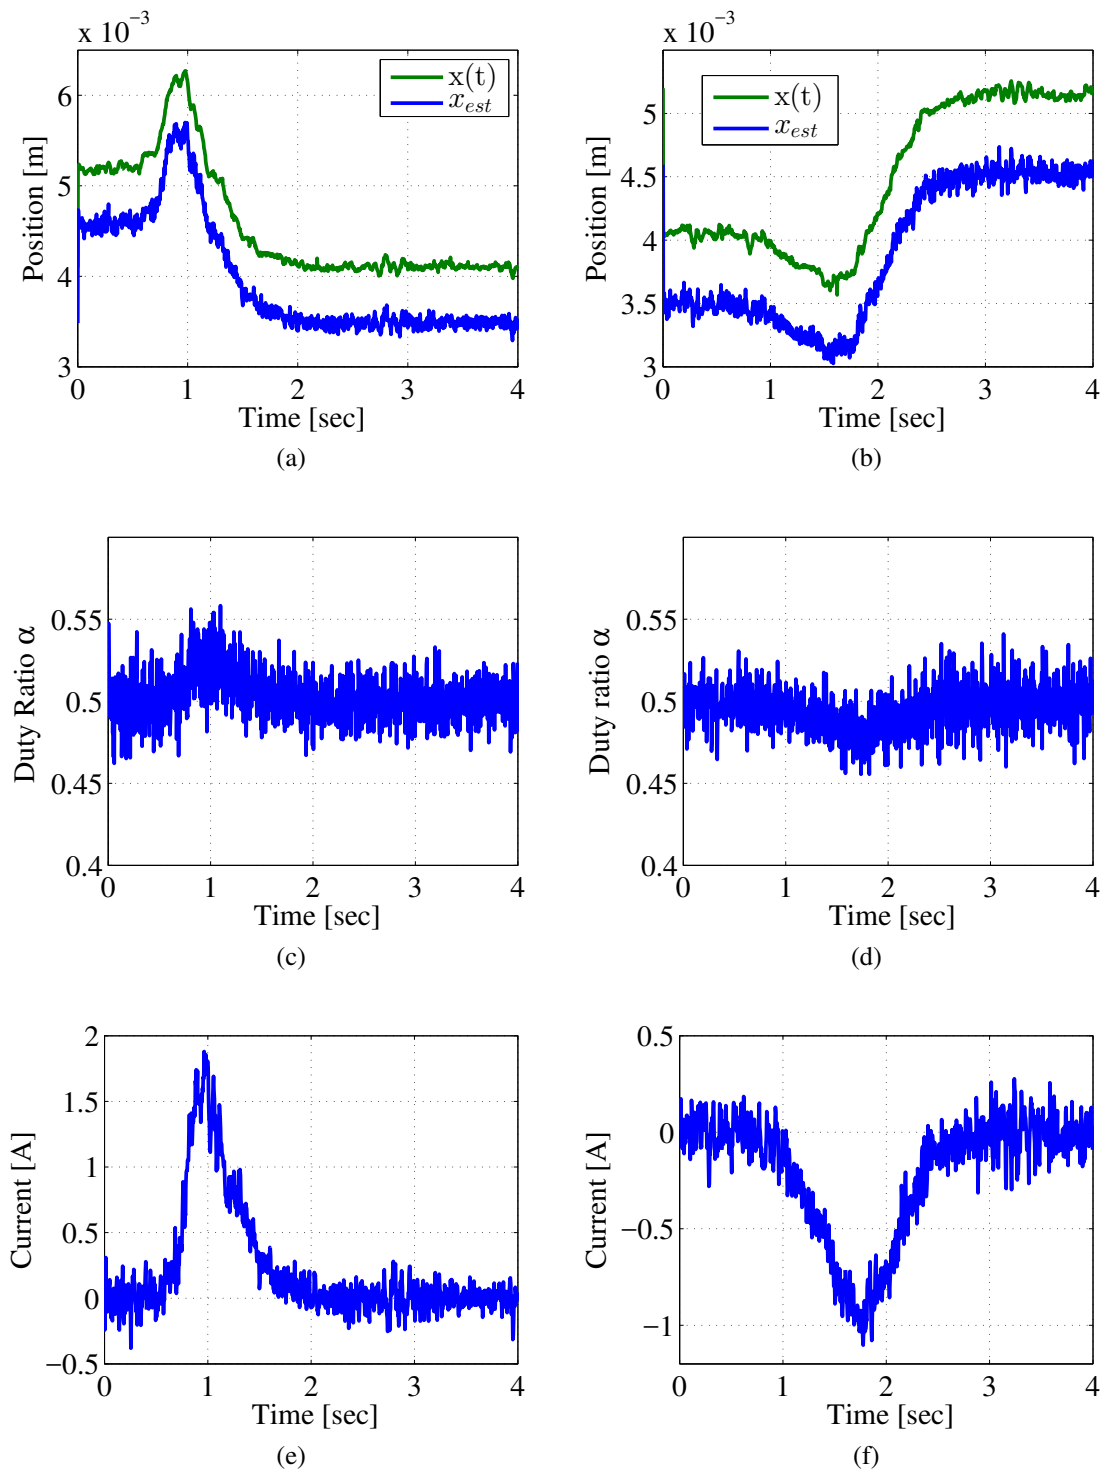 x 10⁻³
6
5
4
3
Position [m]
x(t)
x_est
0 1 2 3 4
Time [sec]
(a)
x 10⁻³
5
4.5
4
3.5
3
Position [m]
x(t)
x_est
0 1 2 3 4
Time [sec]
(b)
0.55
0.5
0.45
0.4
Duty Ratio α
0 1 2 3 4
Time [sec]
(c)
0.55
0.5
0.45
0.4
Duty ratio α
0 1 2 3 4
Time [sec]
(d)
2
1.5
1
0.5
0
−0.5
Current [A]
0 1 2 3 4
Time [sec]
(e)
0.5
0
−0.5
−1
Current [A]
0 1 2 3 4
Time [sec]
(f)